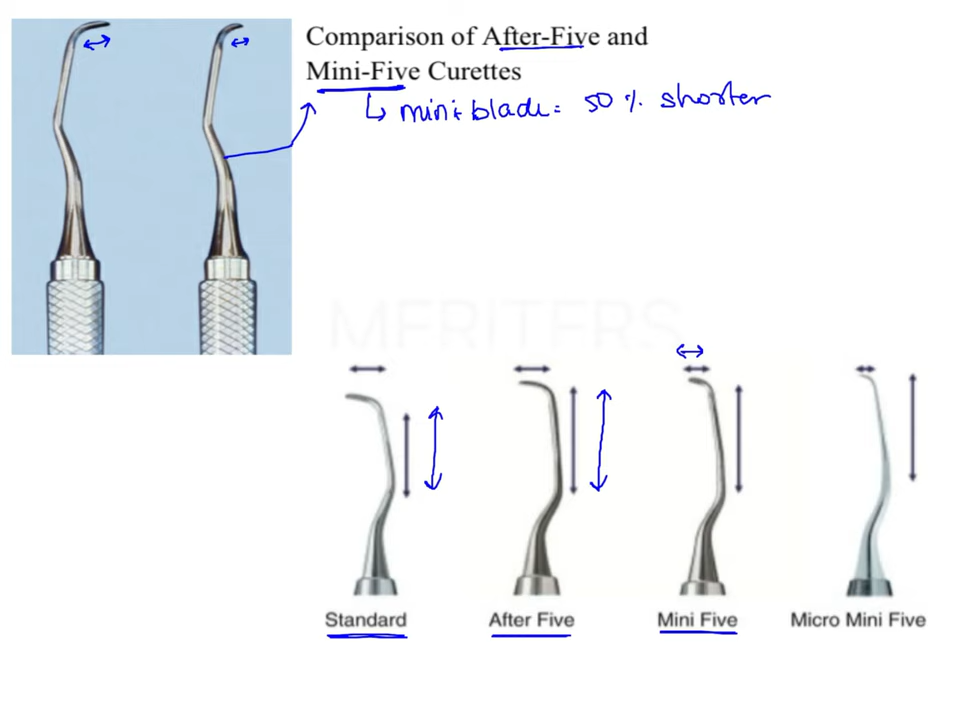 Comparison of After-Five and
Mini-Five Curettes
↳ mini blade = 50 % shorter
MERITERS
Standard
After Five
Mini Five
Micro Mini Five